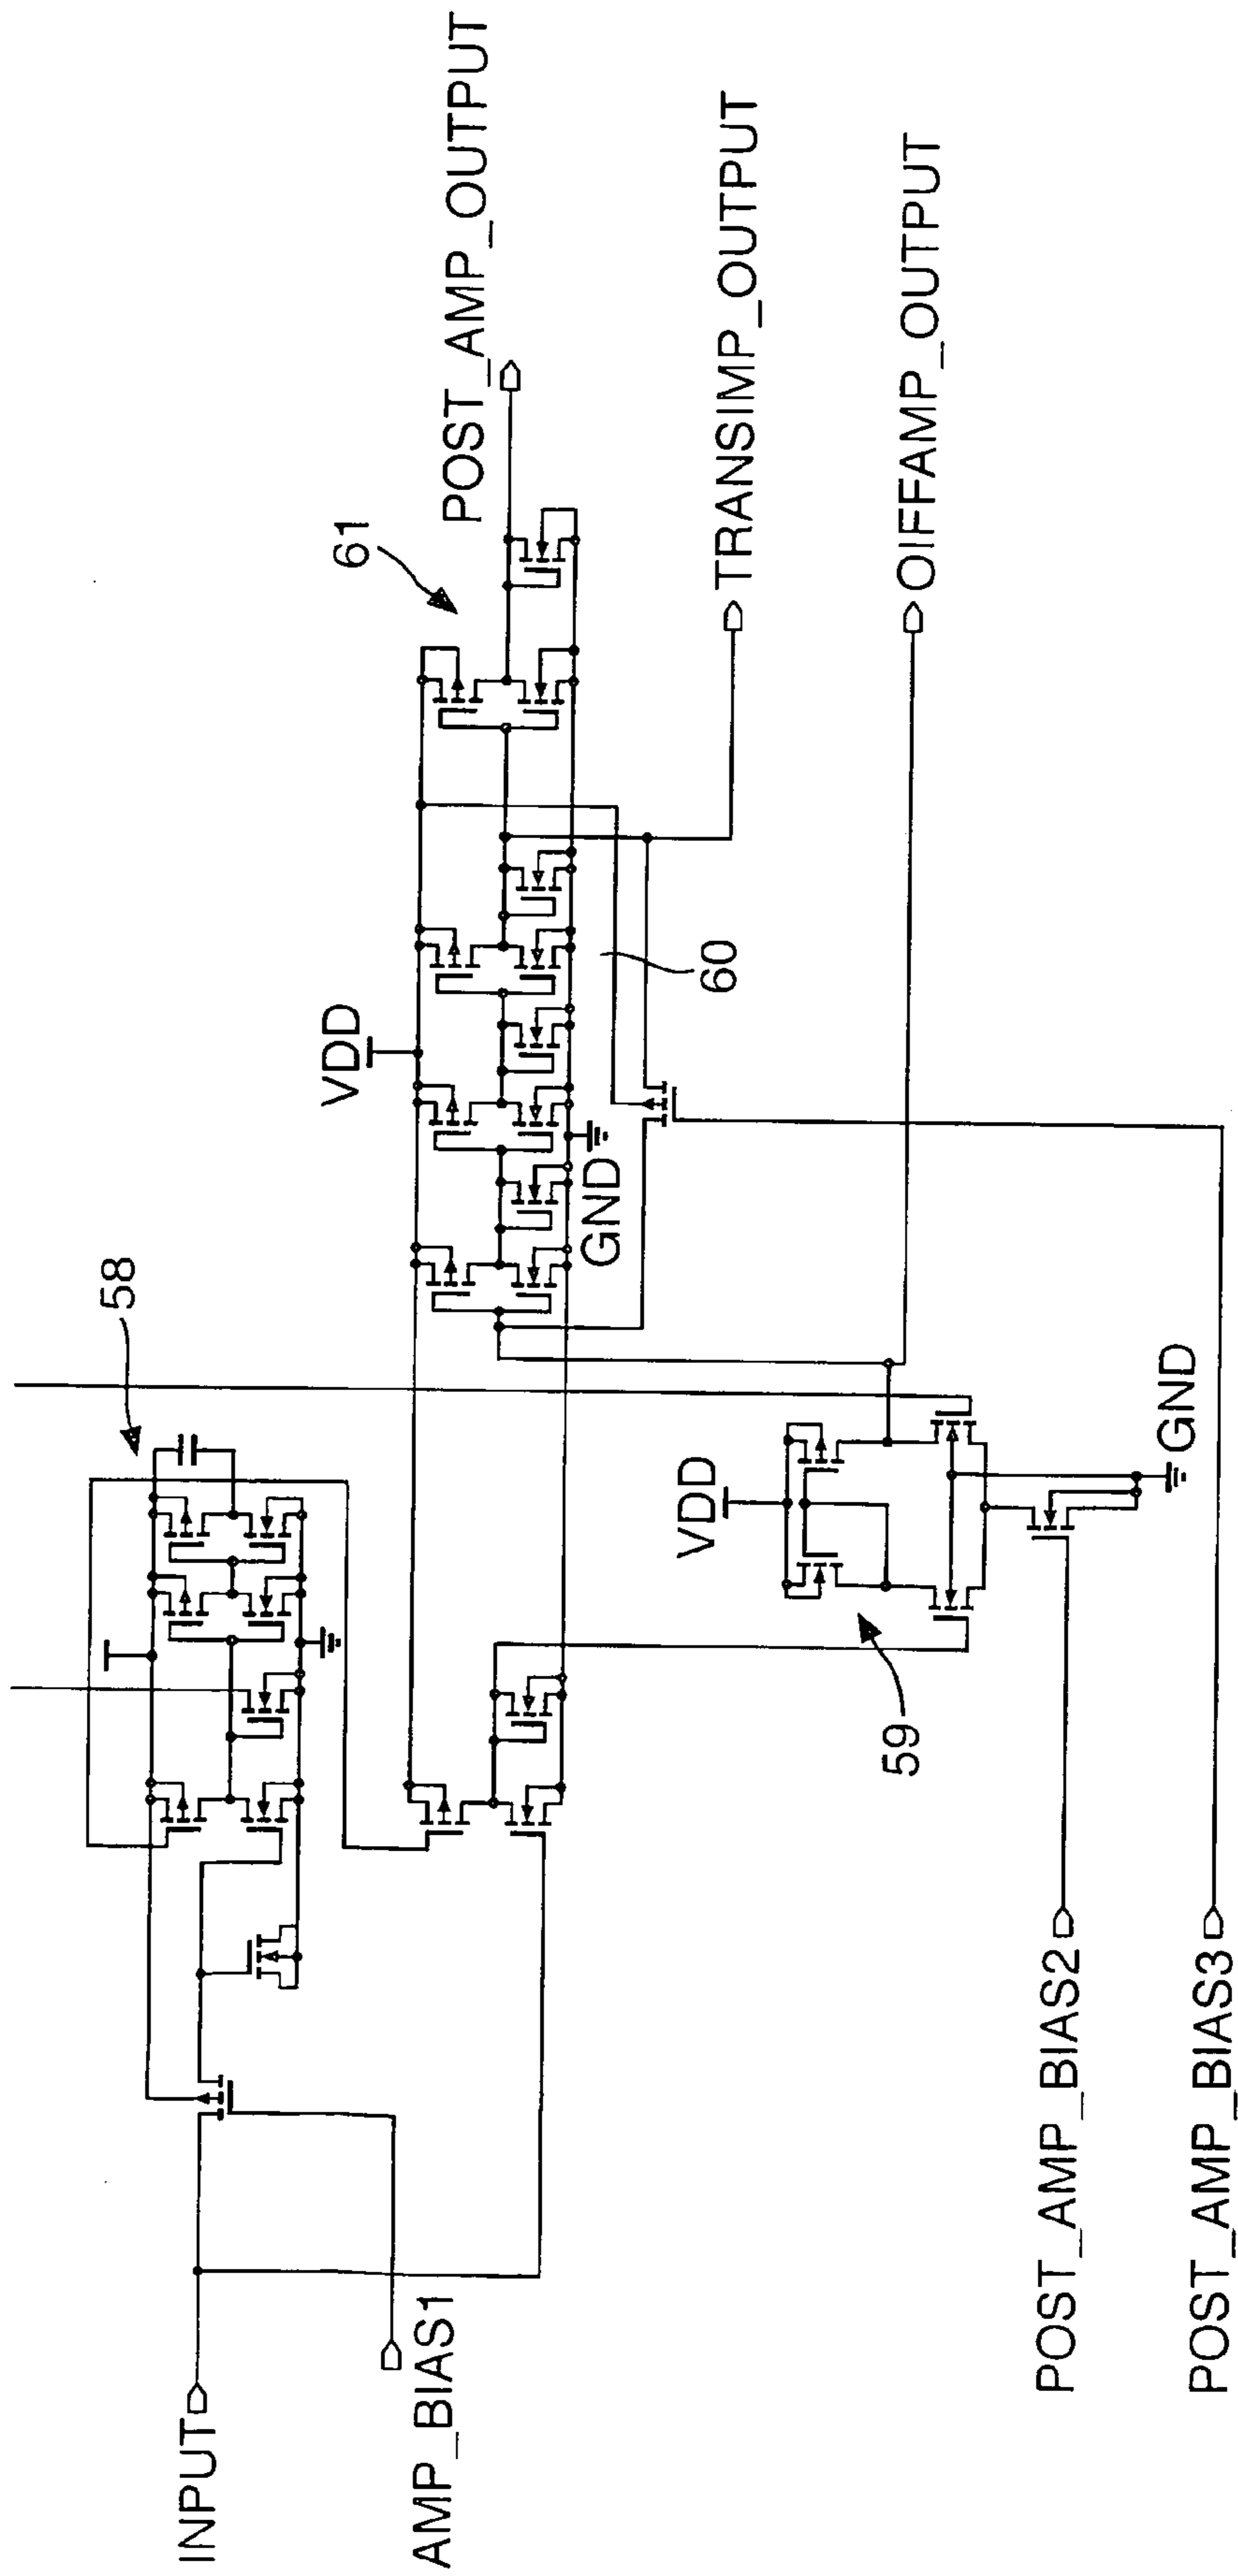 INPUT
AMP_BIAS1
58
VDD
61
POST_AMP_OUTPUT
GND
60
TRANSIMP_OUTPUT
59
VDD
OIFFAMP_OUTPUT
GND
POST_AMP_BIAS2
POST_AMP_BIAS3